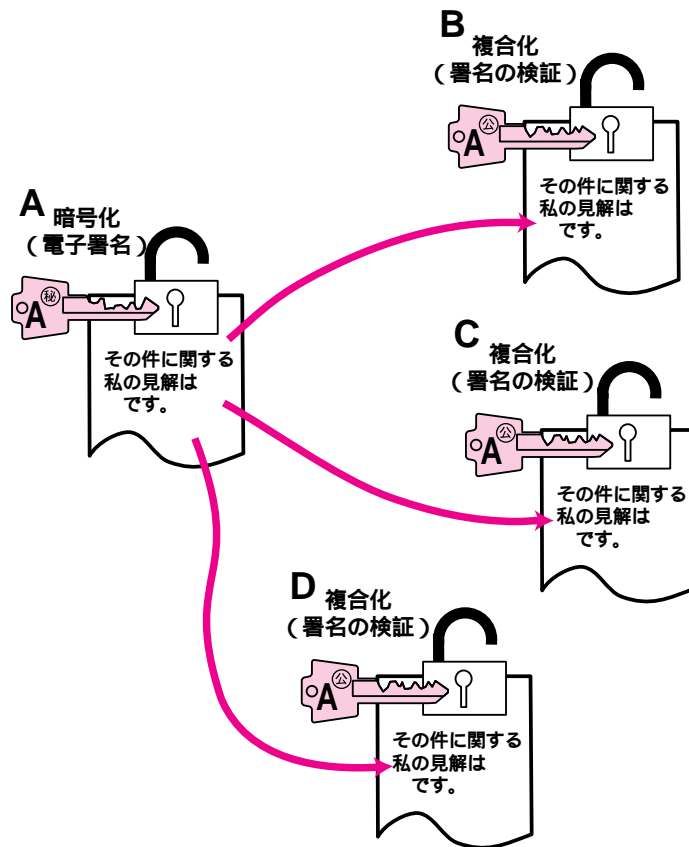 A 暗号化
(電子署名)
A 秘
その件に関する
私の見解は
です。
B 複合化
(署名の検証)
A 公
その件に関する
私の見解は
です。
C 複合化
(署名の検証)
A 公
その件に関する
私の見解は
です。
D 複合化
(署名の検証)
A 公
その件に関する
私の見解は
です。